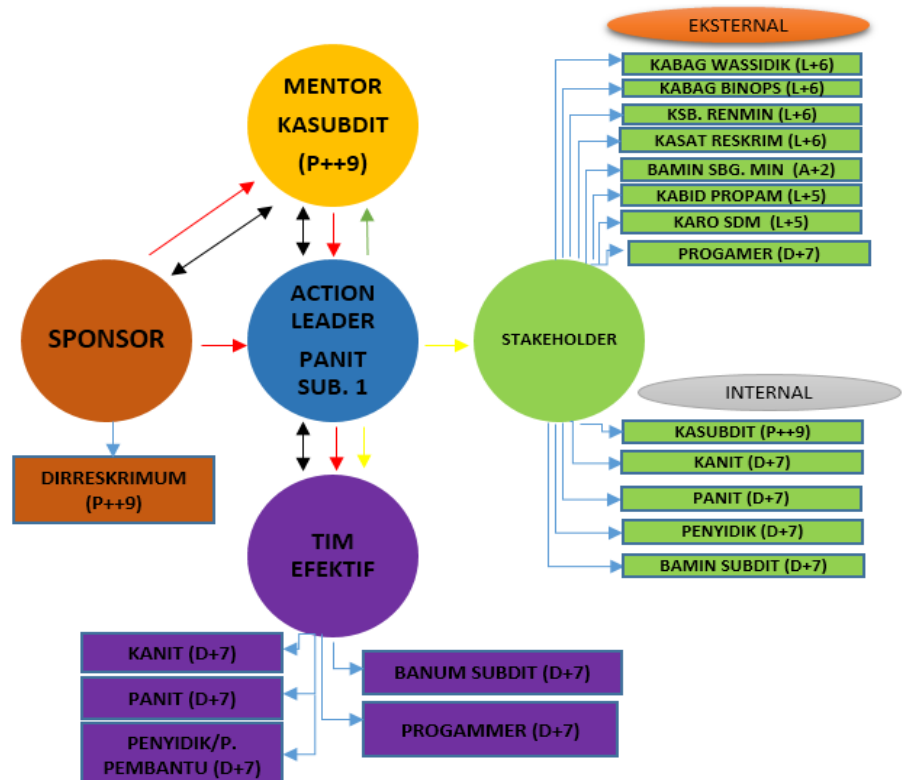 MENTOR
KASUBDIT
(P++9)
SPONSOR
DIRRESKRIMUM
(P++9)
ACTION
LEADER
PANIT
SUB. 1
TIM
EFEKTIF
KANIT (D+7)
PANIT (D+7)
PENYIDIK/P.
PEMBANTU (D+7)
BANUM SUBDIT (D+7)
PROGAMMER (D+7)
STAKEHOLDER
EKSTERNAL
KABAG WASSIDIK (L+6)
KABAG BINOPS (L+6)
KSB. RENMIN (L+6)
KASAT RESKRIM (L+6)
BAMIN SBG. MIN (A+2)
KABID PROPAM (L+5)
KARO SDM (L+5)
PROGAMER (D+7)
INTERNAL
KASUBDIT (P++9)
KANIT (D+7)
PANIT (D+7)
PENYIDIK (D+7)
BAMIN SUBDIT (D+7)